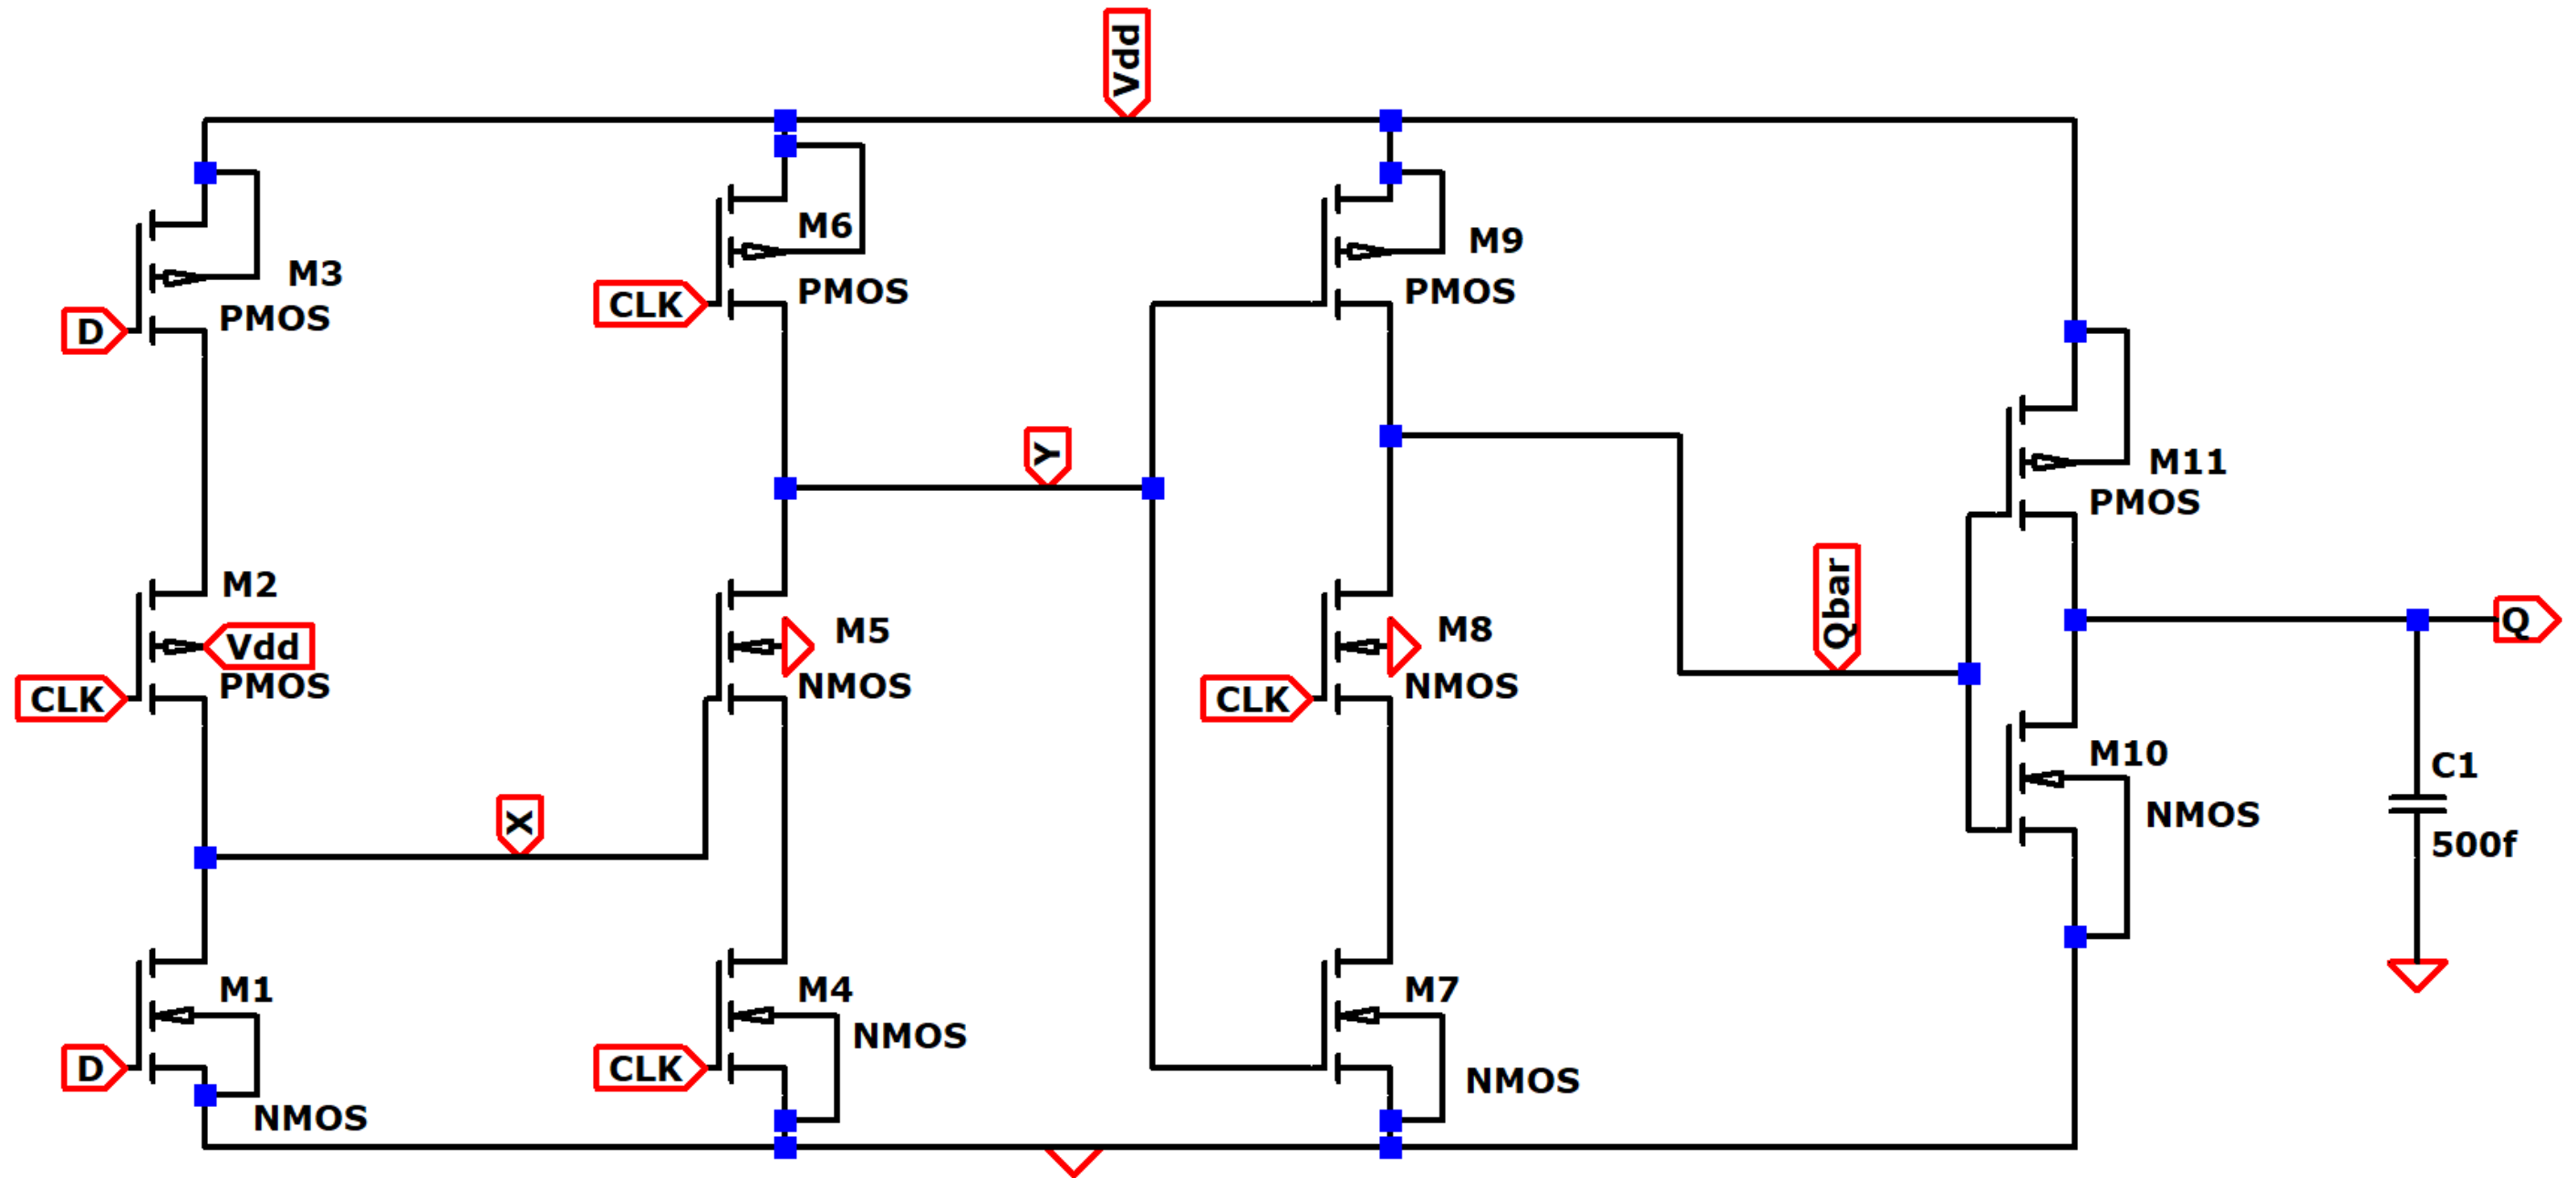 Vdd
M3
PMOS
D
M6
PMOS
CLK
M9
PMOS
Y
M11
PMOS
M2
Vdd
PMOS
CLK
M5
NMOS
M8
NMOS
CLK
Qbar
Q
X
M10
NMOS
C1
500f
M1
D
NMOS
M4
NMOS
CLK
M7
NMOS